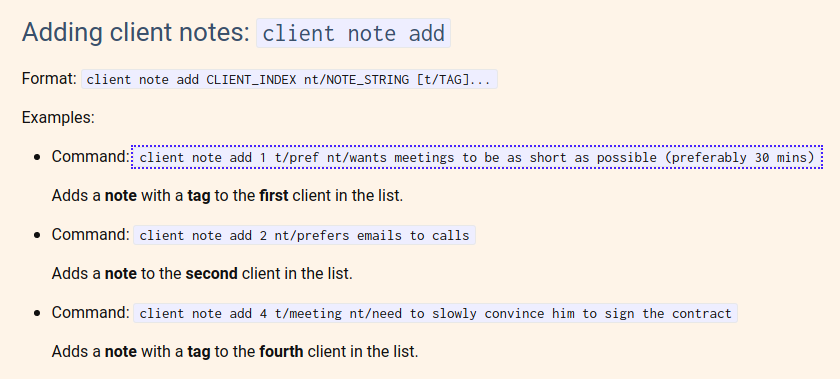 Adding client notes: client note add
Format: client note add CLIENT_INDEX nt/NOTE_STRING [t/TAG]...
Examples:
• Command: client note add 1 t/pref nt/wants meetings to be as short as possible (preferably 30 mins)
Adds a note with a tag to the first client in the list.
• Command: client note add 2 nt/prefers emails to calls
Adds a note to the second client in the list.
• Command: client note add 4 t/meeting nt/need to slowly convince him to sign the contract
Adds a note with a tag to the fourth client in the list.